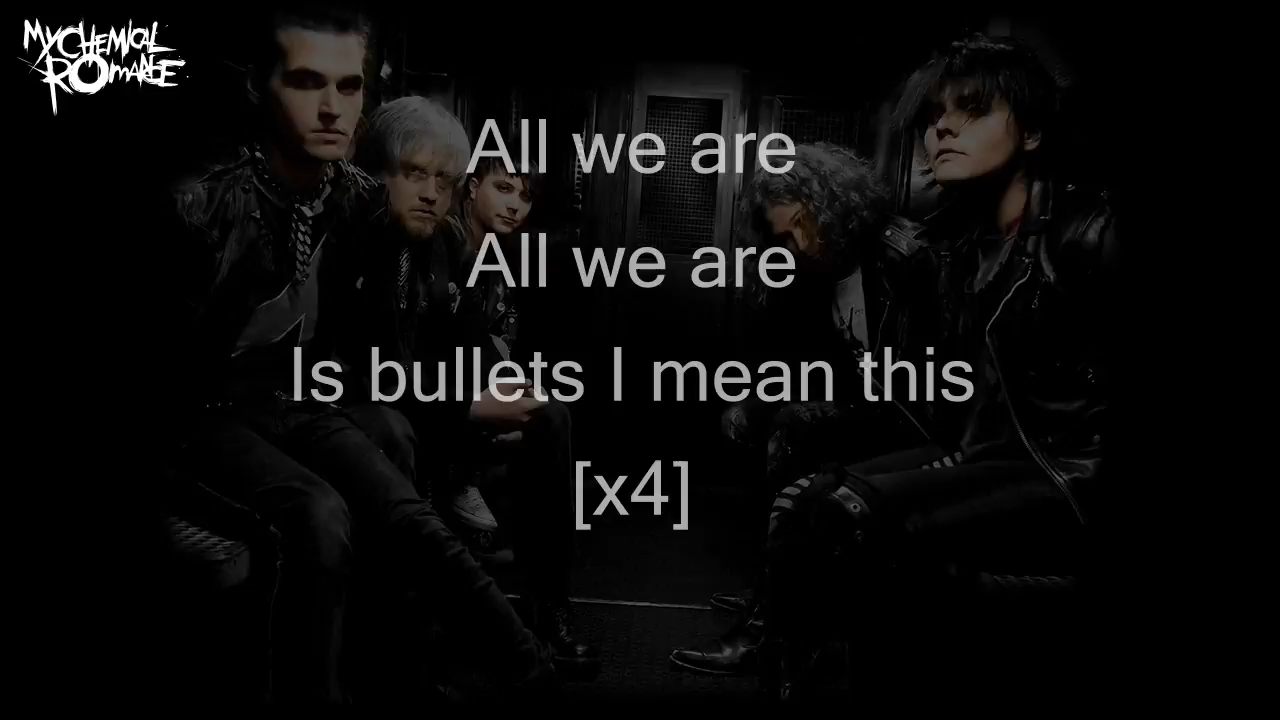 MY CHEMICAL
ROMANCE
All we are
All we are
Is bullets I mean this
[x4]